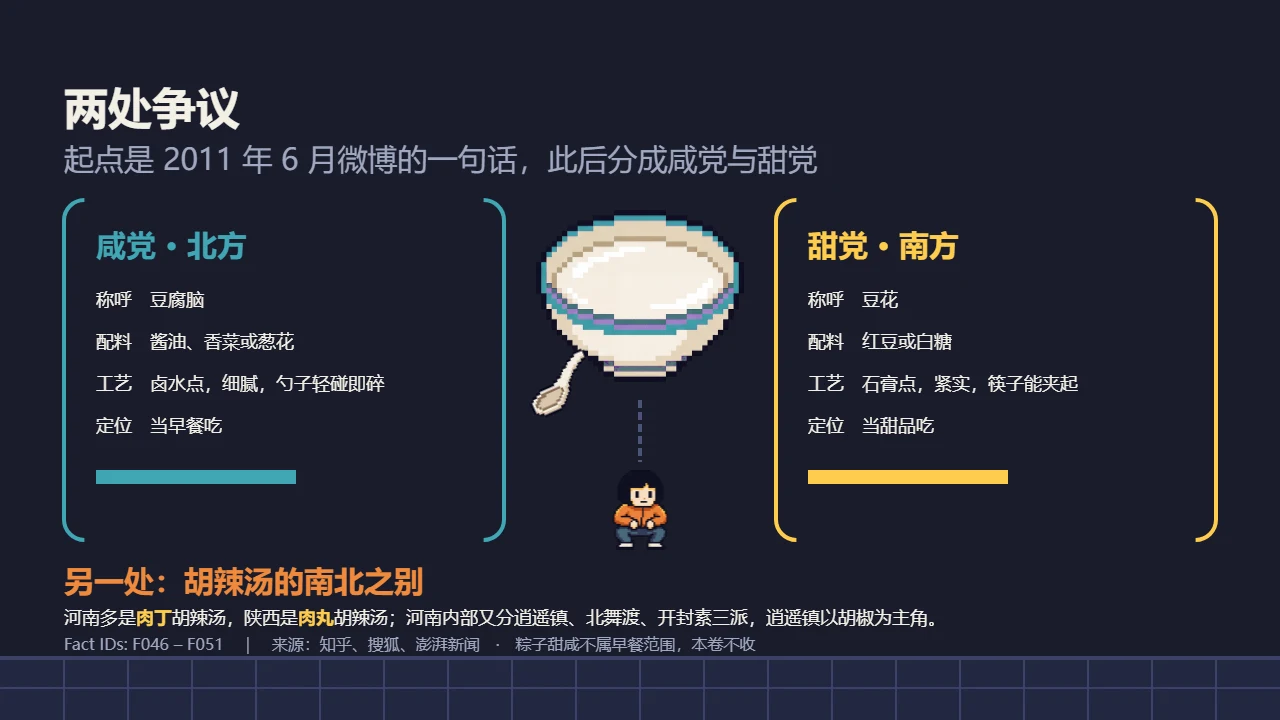 两处争议
起点是 2011 年 6 月微博的一句话，此后分成咸党与甜党
咸党 • 北方
称呼 豆腐脑
配料 酱油、香菜或葱花
工艺 卤水点，细腻，勺子轻碰即碎
定位 当早餐吃
甜党 • 南方
称呼 豆花
配料 红豆或白糖
工艺 石膏点，紧实，筷子能夹起
定位 当甜品吃
另一处：胡辣汤的南北之别
河南多是肉丁胡辣汤，陕西是肉丸胡辣汤；河南内部又分逍遥镇、北舞渡、开封素三派，逍遥镇以胡椒为主角。
Fact IDs: F046 – F051 | 来源：知乎、搜狐、澎湃新闻 · 粽子甜咸不属早餐范围，本卷不收